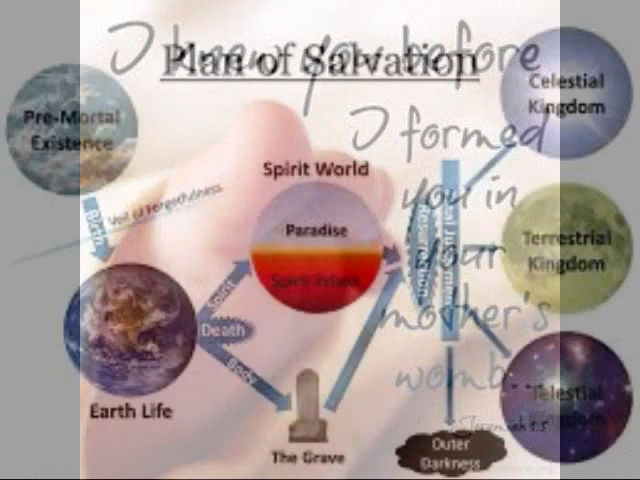 I knew you before
Plan of Salvation
I formed
you in
your
mother's
womb...
Jeremiah 1:5
Pre-Mortal
Existence
Birth
Veil of Forgetfulness
Earth Life
Spirit
Death
Body
Spirit World
Paradise
Spirit Prison
The Grave
Resurrection
Final Judgment
Celestial
Kingdom
Terrestrial
Kingdom
Telestial
Kingdom
Outer
Darkness